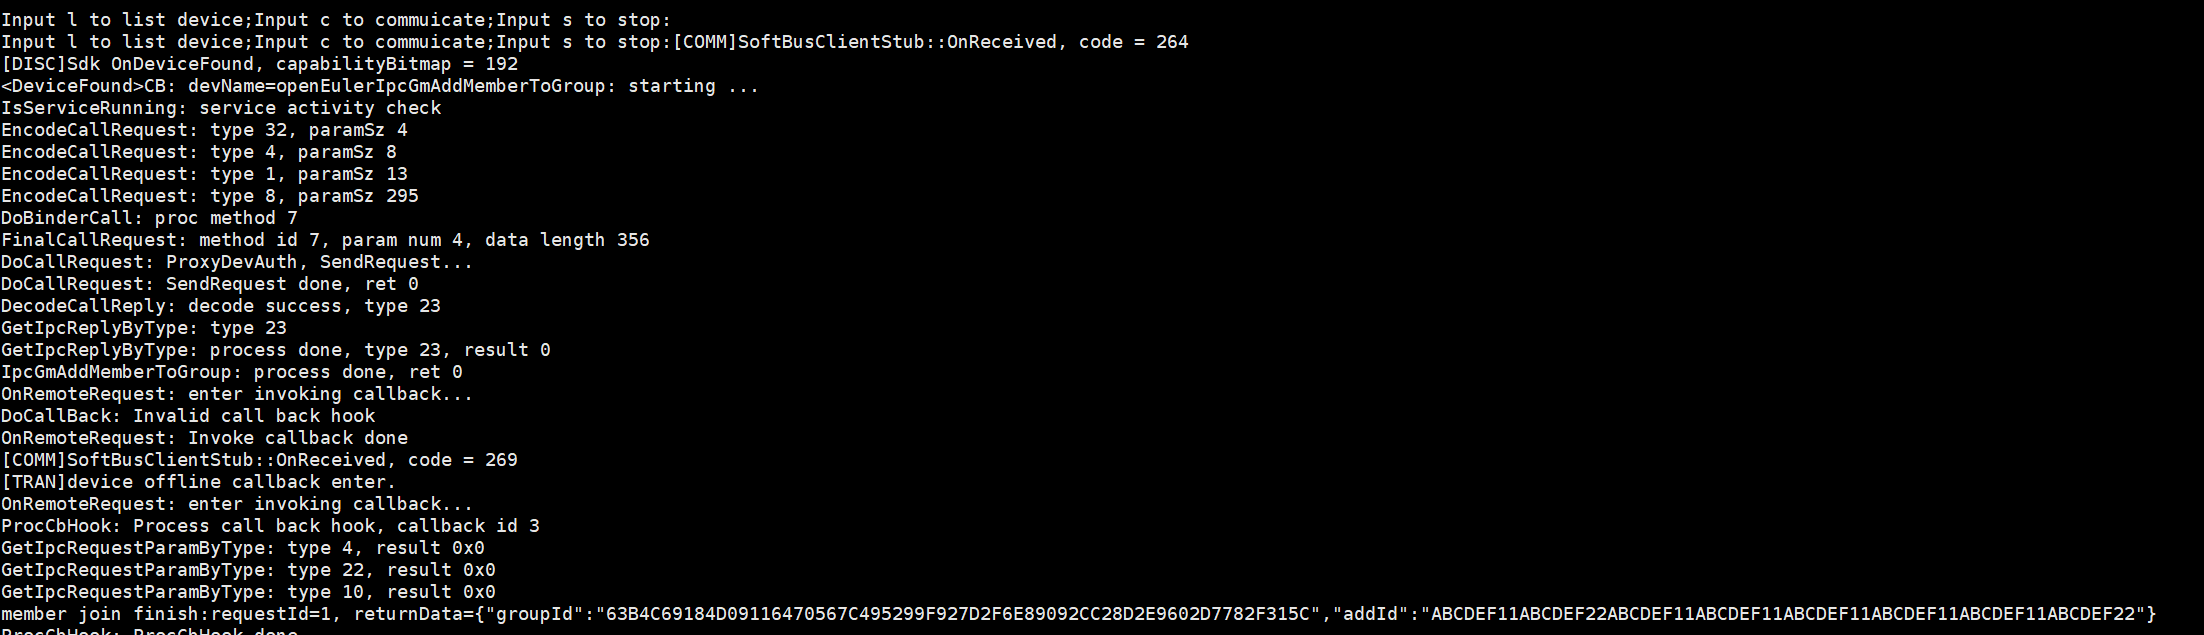 Input l to list device;Input c to commuicate;Input s to stop:
Input l to list device;Input c to commuicate;Input s to stop:[COMM]SoftBusClientStub::OnReceived, code = 264
[DISC]Sdk OnDeviceFound, capabilityBitmap = 192
<DeviceFound>CB: devName=openEulerIpcGmAddMemberToGroup: starting ...
IsServiceRunning: service activity check
EncodeCallRequest: type 32, paramSz 4
EncodeCallRequest: type 4, paramSz 8
EncodeCallRequest: type 1, paramSz 13
EncodeCallRequest: type 8, paramSz 295
DoBinderCall: proc method 7
FinalCallRequest: method id 7, param num 4, data length 356
DoCallRequest: ProxyDevAuth, SendRequest...
DoCallRequest: SendRequest done, ret 0
DecodeCallReply: decode success, type 23
GetIpcReplyByType: type 23
GetIpcReplyByType: process done, type 23, result 0
IpcGmAddMemberToGroup: process done, ret 0
OnRemoteRequest: enter invoking callback...
DoCallBack: Invalid call back hook
OnRemoteRequest: Invoke callback done
[COMM]SoftBusClientStub::OnReceived, code = 269
[TRAN]device offline callback enter.
OnRemoteRequest: enter invoking callback...
ProcCbHook: Process call back hook, callback id 3
GetIpcRequestParamByType: type 4, result 0x0
GetIpcRequestParamByType: type 22, result 0x0
GetIpcRequestParamByType: type 10, result 0x0
member join finish:requestId=1, returnData={"groupId":"63B4C69184D09116470567C495299F927D2F6E89092CC28D2E9602D7782F315C","addId":"ABCDEF11ABCDEF22ABCDEF11ABCDEF11ABCDEF11ABCDEF11ABCDEF11ABCDEF22"}
ProcCbHook: ProcCbHook done